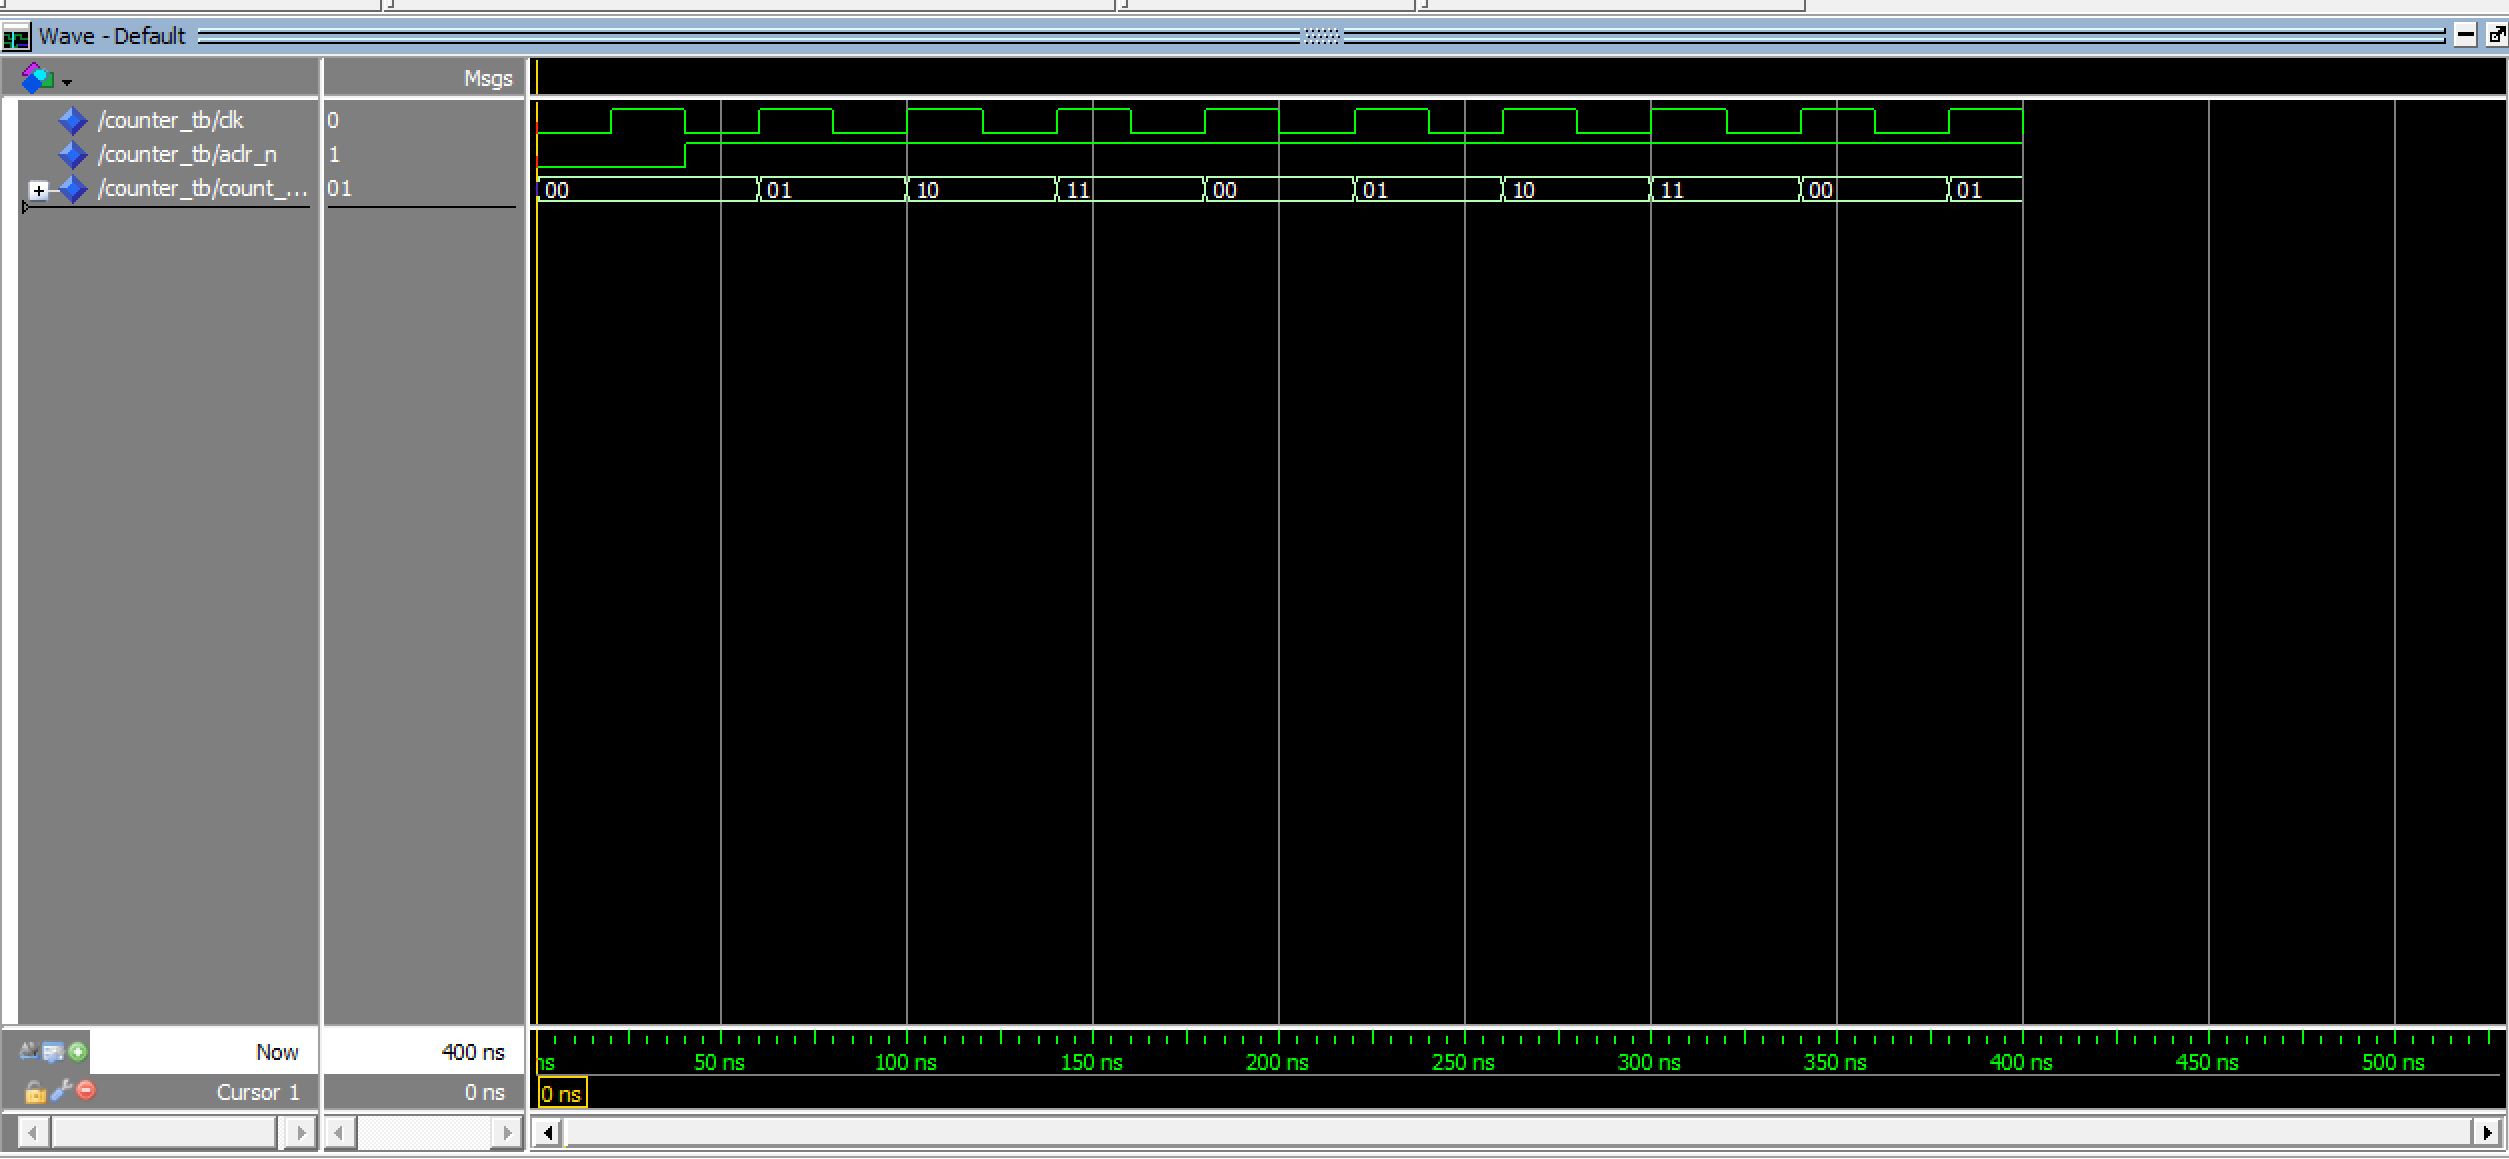 Wave - Default
Msgs
/counter_tb/clk 0
/counter_tb/aclr_n 1
/counter_tb/count_... 01 00 01 10 11 00 01 10 11 00 01
Now 400 ns ns 50 ns 100 ns 150 ns 200 ns 250 ns 300 ns 350 ns 400 ns 450 ns 500 ns
Cursor 1 0 ns 0 ns